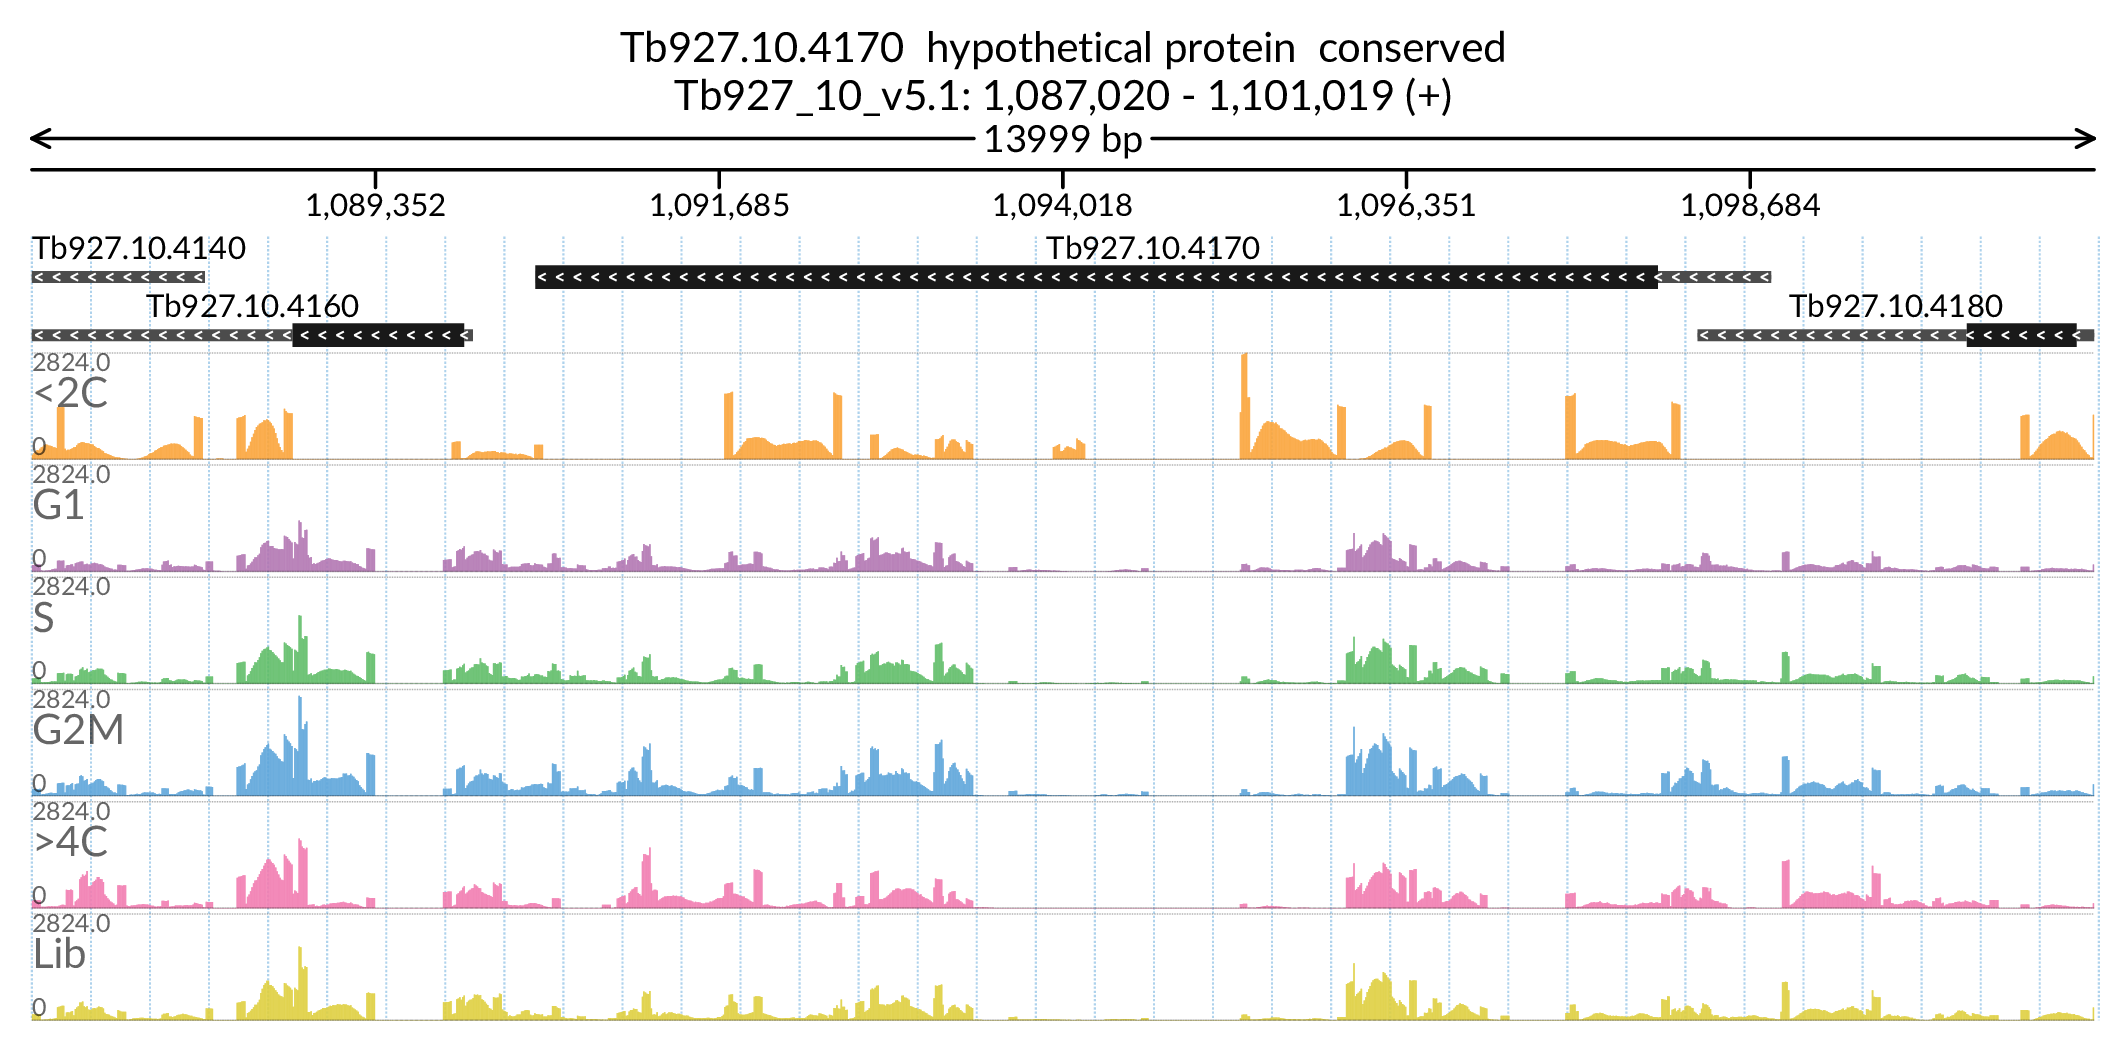 Tb927.10.4170  hypothetical protein  conserved
Tb927_10_v5.1: 1,087,020 - 1,101,019 (+)
13999 bp
1,089,352 1,091,685 1,094,018 1,096,351 1,098,684
Tb927.10.4140 Tb927.10.4170
Tb927.10.4160 Tb927.10.4180
2824.0
<2C
0
2824.0
G1
0
2824.0
S
0
2824.0
G2M
0
2824.0
>4C
0
2824.0
Lib
0